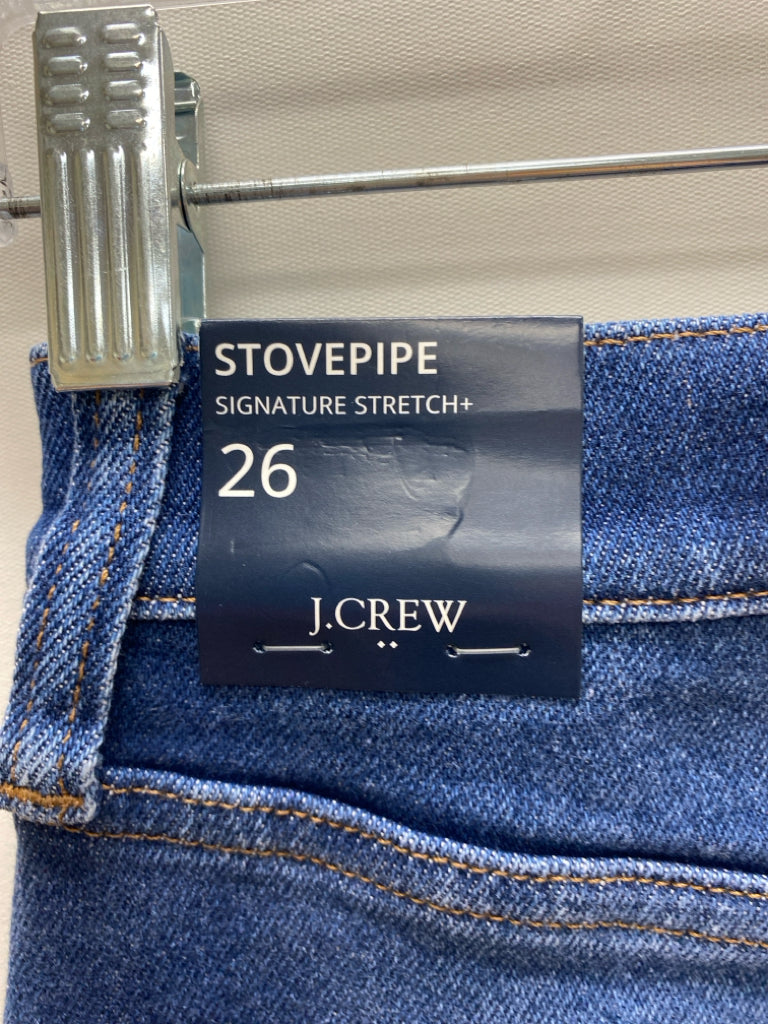 STOVEPIPE
SIGNATURE STRETCH+
26
J.CREW